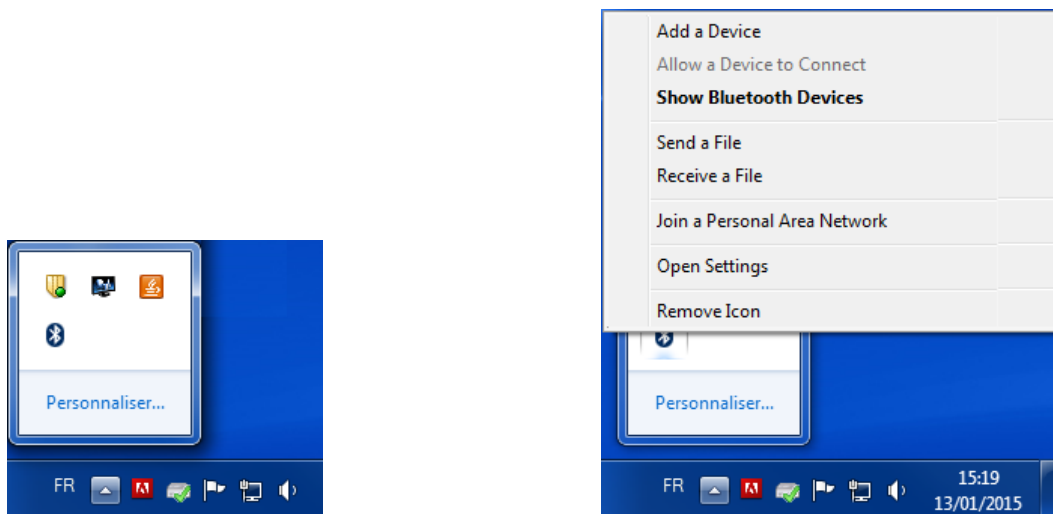 Personnaliser...
FR
Add a Device
Allow a Device to Connect
Show Bluetooth Devices
Send a File
Receive a File
Join a Personal Area Network
Open Settings
Remove Icon
Personnaliser...
FR
15:19
13/01/2015